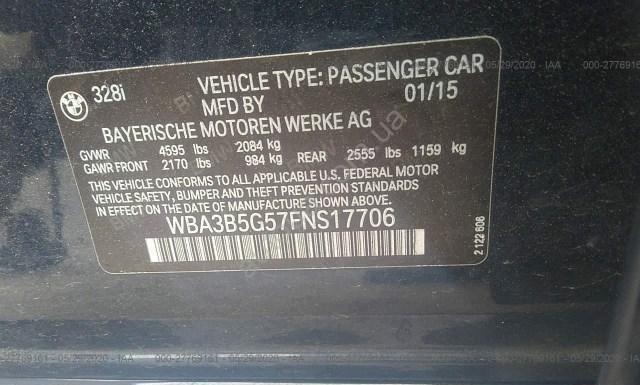 BMW
328i VEHICLE TYPE: PASSENGER CAR
MFD BY 01/15
BAYERISCHE MOTOREN WERKE AG
GVWR 4595 lbs 2084 kg
GAWR FRONT 2170 lbs 984 kg REAR 2555 lbs 1159 kg
THIS VEHICLE CONFORMS TO ALL APPLICABLE U.S. FEDERAL MOTOR
VEHICLE SAFETY, BUMPER, AND THEFT PREVENTION STANDARDS
IN EFFECT ON THE DATE OF MANUFACTURE SHOWN ABOVE.
WBA3B5G57FNS17706
2 122 606